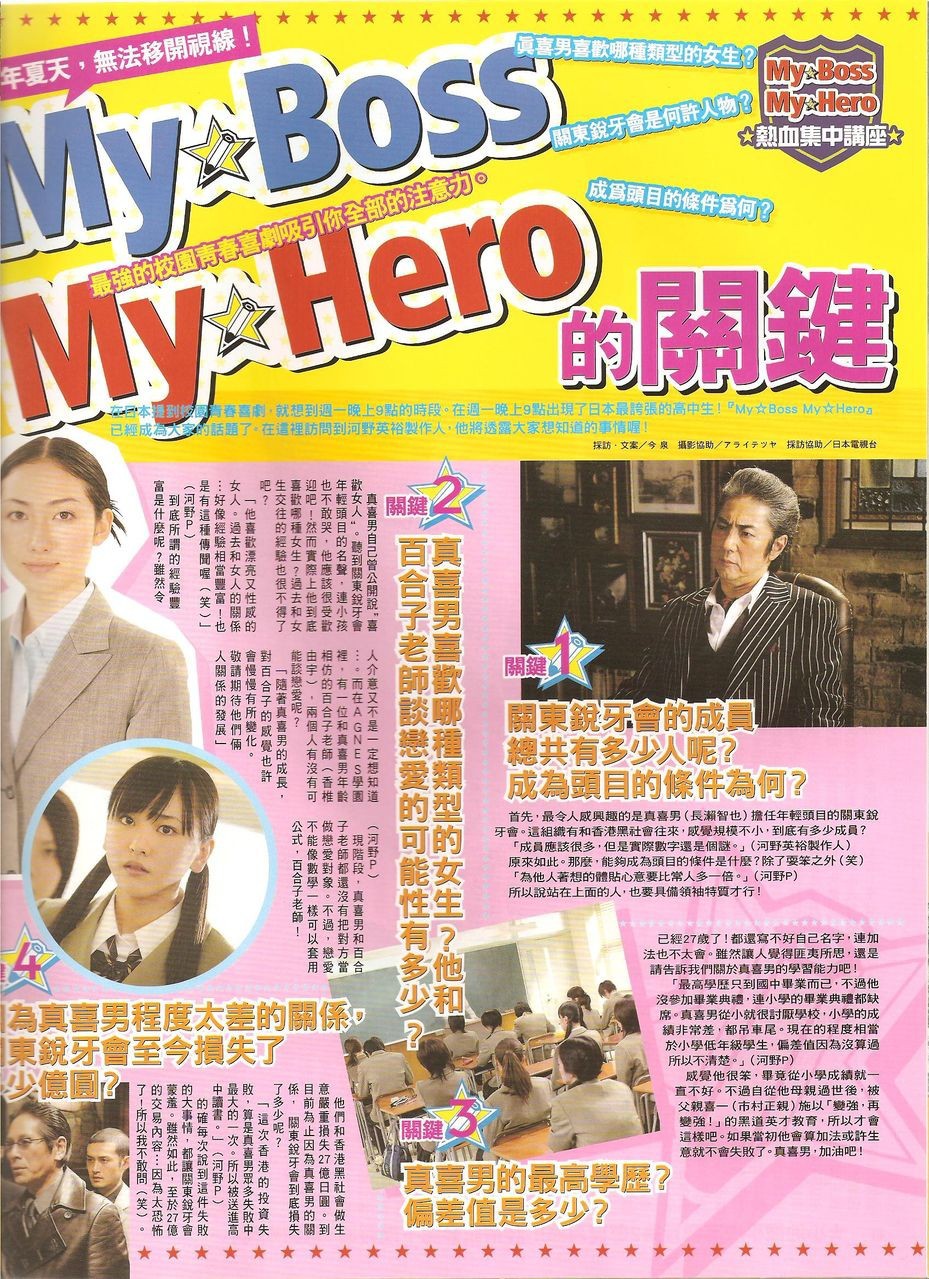 年夏天，無法移開視線！
My☆Boss
最強的校園青春喜劇吸引你全部的注意力。
My☆Hero
的關鍵
真喜男喜歡哪種類型的女生？
關東銳牙會是何許人物？
成為頭目的條件為何？
My☆Boss
My☆Hero
★熱血集中講座★
在日本提到校園青春喜劇，就想到週一晚上9點的時段。在週一晚上9點出現了日本最誇張的高中生！『My☆Boss My☆Hero』
已經成為大家的話題了。在這裡訪問到河野英裕製作人，他將透露大家想知道的事情喔！
採訪．文案／今 泉　攝影協助／アライテツヤ　採訪協助／日本電視台
關鍵1
關東銳牙會的成員
總共有多少人呢？
成為頭目的條件為何？
首先，最令人感興趣的是真喜男（長瀨智也）擔任年輕頭目的關東銳
牙會。這組織有和香港黑社會往來，感覺規模不小，到底有多少成員？
「成員應該很多，但是實際數字還是個謎。」（河野英裕製作人）
原來如此。那麼，能夠成為頭目的條件是什麼？除了耍笨之外（笑）
「為他人著想的體貼心意要比常人多一倍。」（河野P）
所以說站在上面的人，也要具備領袖特質才行！
關鍵2
真喜男喜歡哪種類型的女生？他和
百合子老師談戀愛的可能性有多少？
真喜男自己曾公開說“喜
歡女人”。聽到關東銳牙會
年輕頭目的名聲，連小孩
也不敢哭，他應該很受歡
迎吧！然而實際上他到底
喜歡哪種女生？過去和女
生交往的經驗也很不得了
吧？
「他喜歡漂亮又性感的
女人。過去和女人的關係
…好像經驗相當豐富！也
是有這種傳聞喔（笑）」
（河野P）
到底所謂的經驗豐
富是什麼呢？雖然令
人介意又不是一定想知道
…。而在AGNES學園
裡，有一位和真喜男年齡
相仿的百合子老師（香椎
由宇），兩個人有沒有可
能談戀愛呢？
「隨著真喜男的成長，
對百合子的感覺也許
會慢慢有所變化。
敬請期待他們倆
人關係的發展」
（河野P）
現階段，真喜男和百合
子老師都還沒有把對方當
做戀愛對象。不過，戀愛
不能像數學一樣可以套用
公式，百合子老師！
關鍵3
真喜男的最高學歷？
偏差值是多少？
已經27歲了！都還寫不好自己名字，連加
法也不太會。雖然讓人覺得匪夷所思，還是
請告訴我們關於真喜男的學習能力吧！
「最高學歷只到國中畢業而已，不過他
沒參加畢業典禮，連小學的畢業典禮都缺
席。真喜男從小就很討厭學校，小學的成
績非常差，都吊車尾。現在的程度相當
於小學低年級學生，偏差值因為沒算過
所以不清楚。」（河野P）
感覺他很笨，畢竟從小學成績就一
直不好。不過自從他母親過世後，被
父親喜一（市村正親）施以「變強，再
變強！」的黑道英才教育，所以才會
這樣吧。如果當初他會算加法或許生
意就不會失敗了。真喜男，加油吧！
鍵4
為真喜男程度太差的關係，
東銳牙會至今損失了
少億圓？
他們和香港黑社會做生
意嚴重損失27億日圓。到
目前為止因為真喜男的關
係，關東銳牙會到底損失
了多少呢？
「這次香港的投資失
敗，算是真喜男眾多失敗中
最大的一次。所以被送進高
中讀書。」（河野P）
的確每次說到這件失敗
的大事情，都讓關東銳牙會
蒙羞。雖然如此，至於27億
的交易內容…因為太恐怖
了！所以我不敢問（笑）。